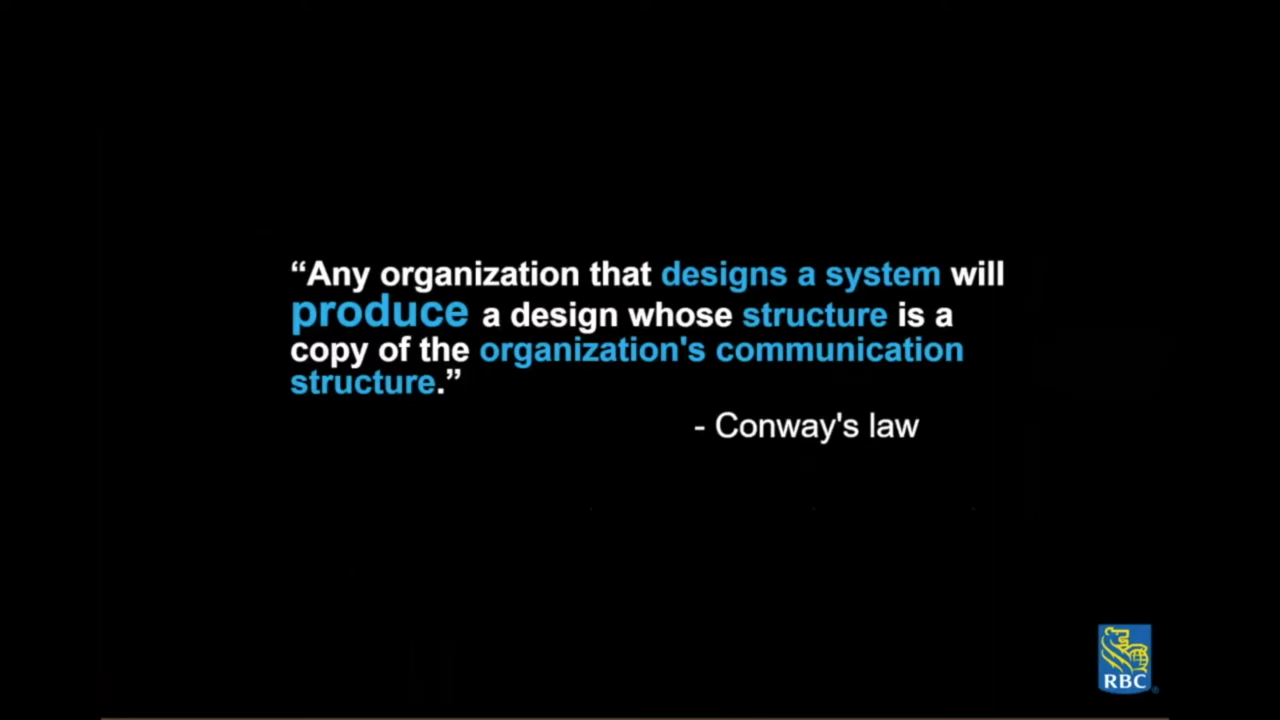 “Any organization that designs a system will
produce a design whose structure is a
copy of the organization's communication
structure.”
- Conway's law
RBC